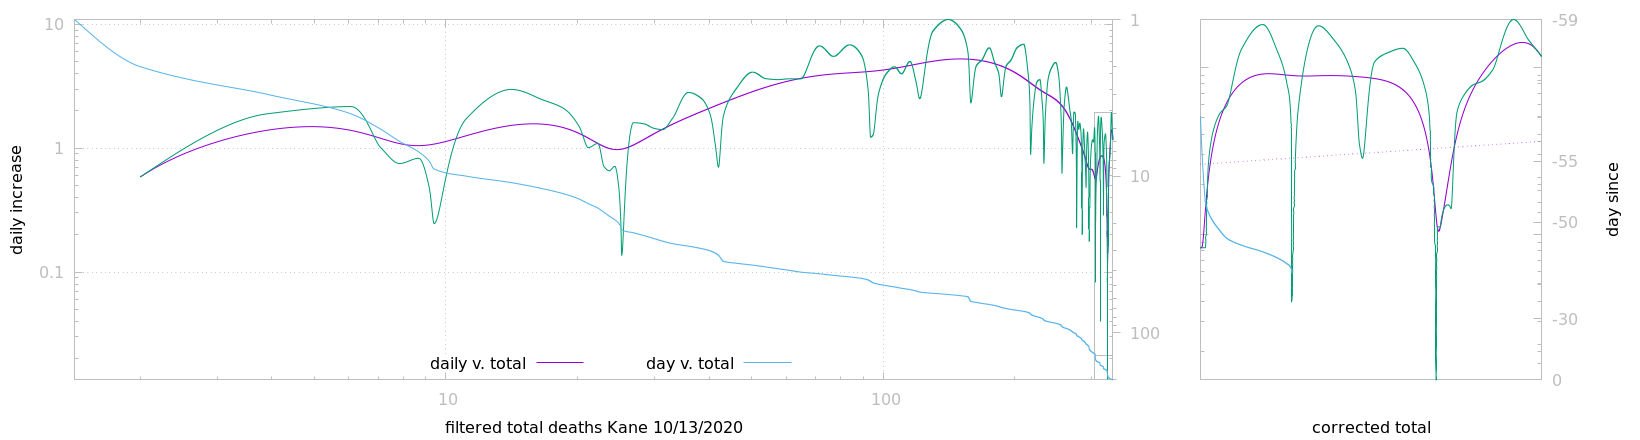 10
1
0.1
daily increase
10
100
1
10
100
daily v. total
day v. total
filtered total deaths Kane 10/13/2020
-59
-55
-50
-30
0
day since
corrected total